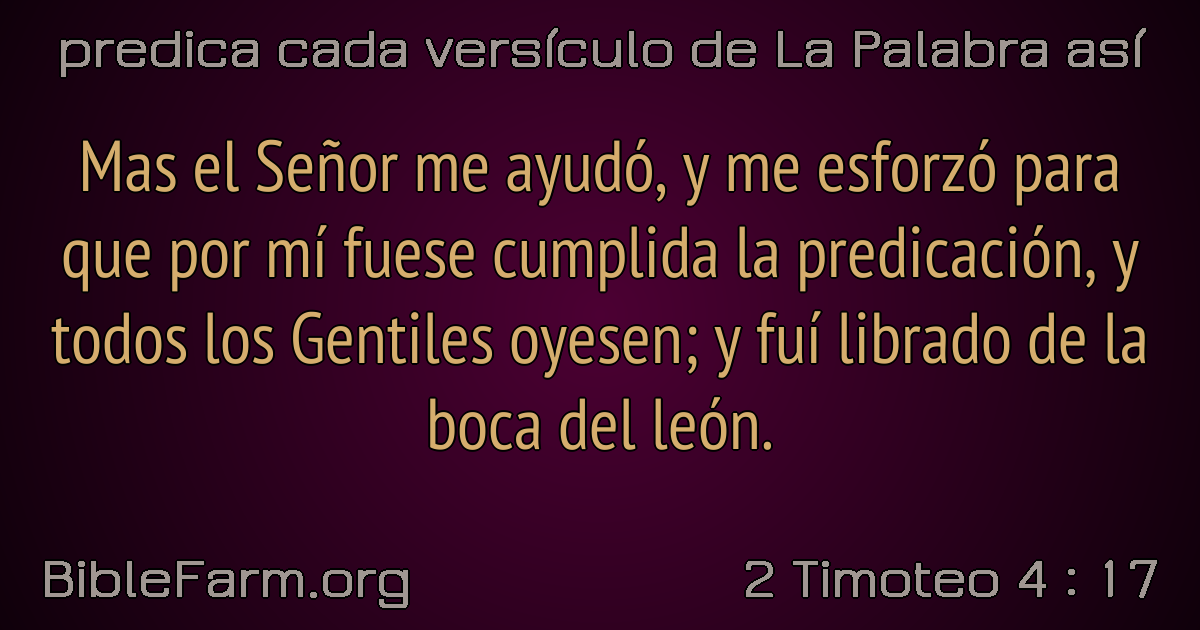 predica cada versículo de La Palabra así
Mas el Señor me ayudó, y me esforzó para
que por mí fuese cumplida la predicación, y
todos los Gentiles oyesen; y fuí librado de la
boca del león.
BibleFarm.org
2 Timoteo 4 : 17